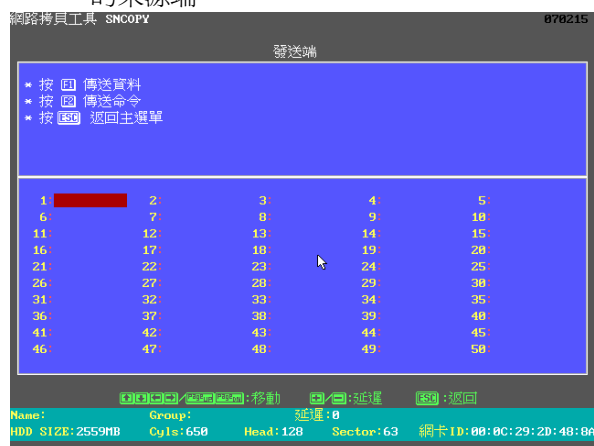 的來源端
網路拷貝工具 SNCOPY 070215
發送端
* 按 F1 傳送資料
* 按 F2 傳送命令
* 按 ESC 返回主選單
1: 2: 3: 4: 5:
6: 7: 8: 9: 10:
11: 12: 13: 14: 15:
16: 17: 18: 19: 20:
21: 22: 23: 24: 25:
26: 27: 28: 29: 30:
31: 32: 33: 34: 35:
36: 37: 38: 39: 40:
41: 42: 43: 44: 45:
46: 47: 48: 49: 50:
:移動 +/-:延遲 ESC :返回
Name: Group: 延遲:0
HDD SIZE:2559MB Cyls:650 Head:128 Sector:63 網卡ID:00:0C:29:2D:48:8A